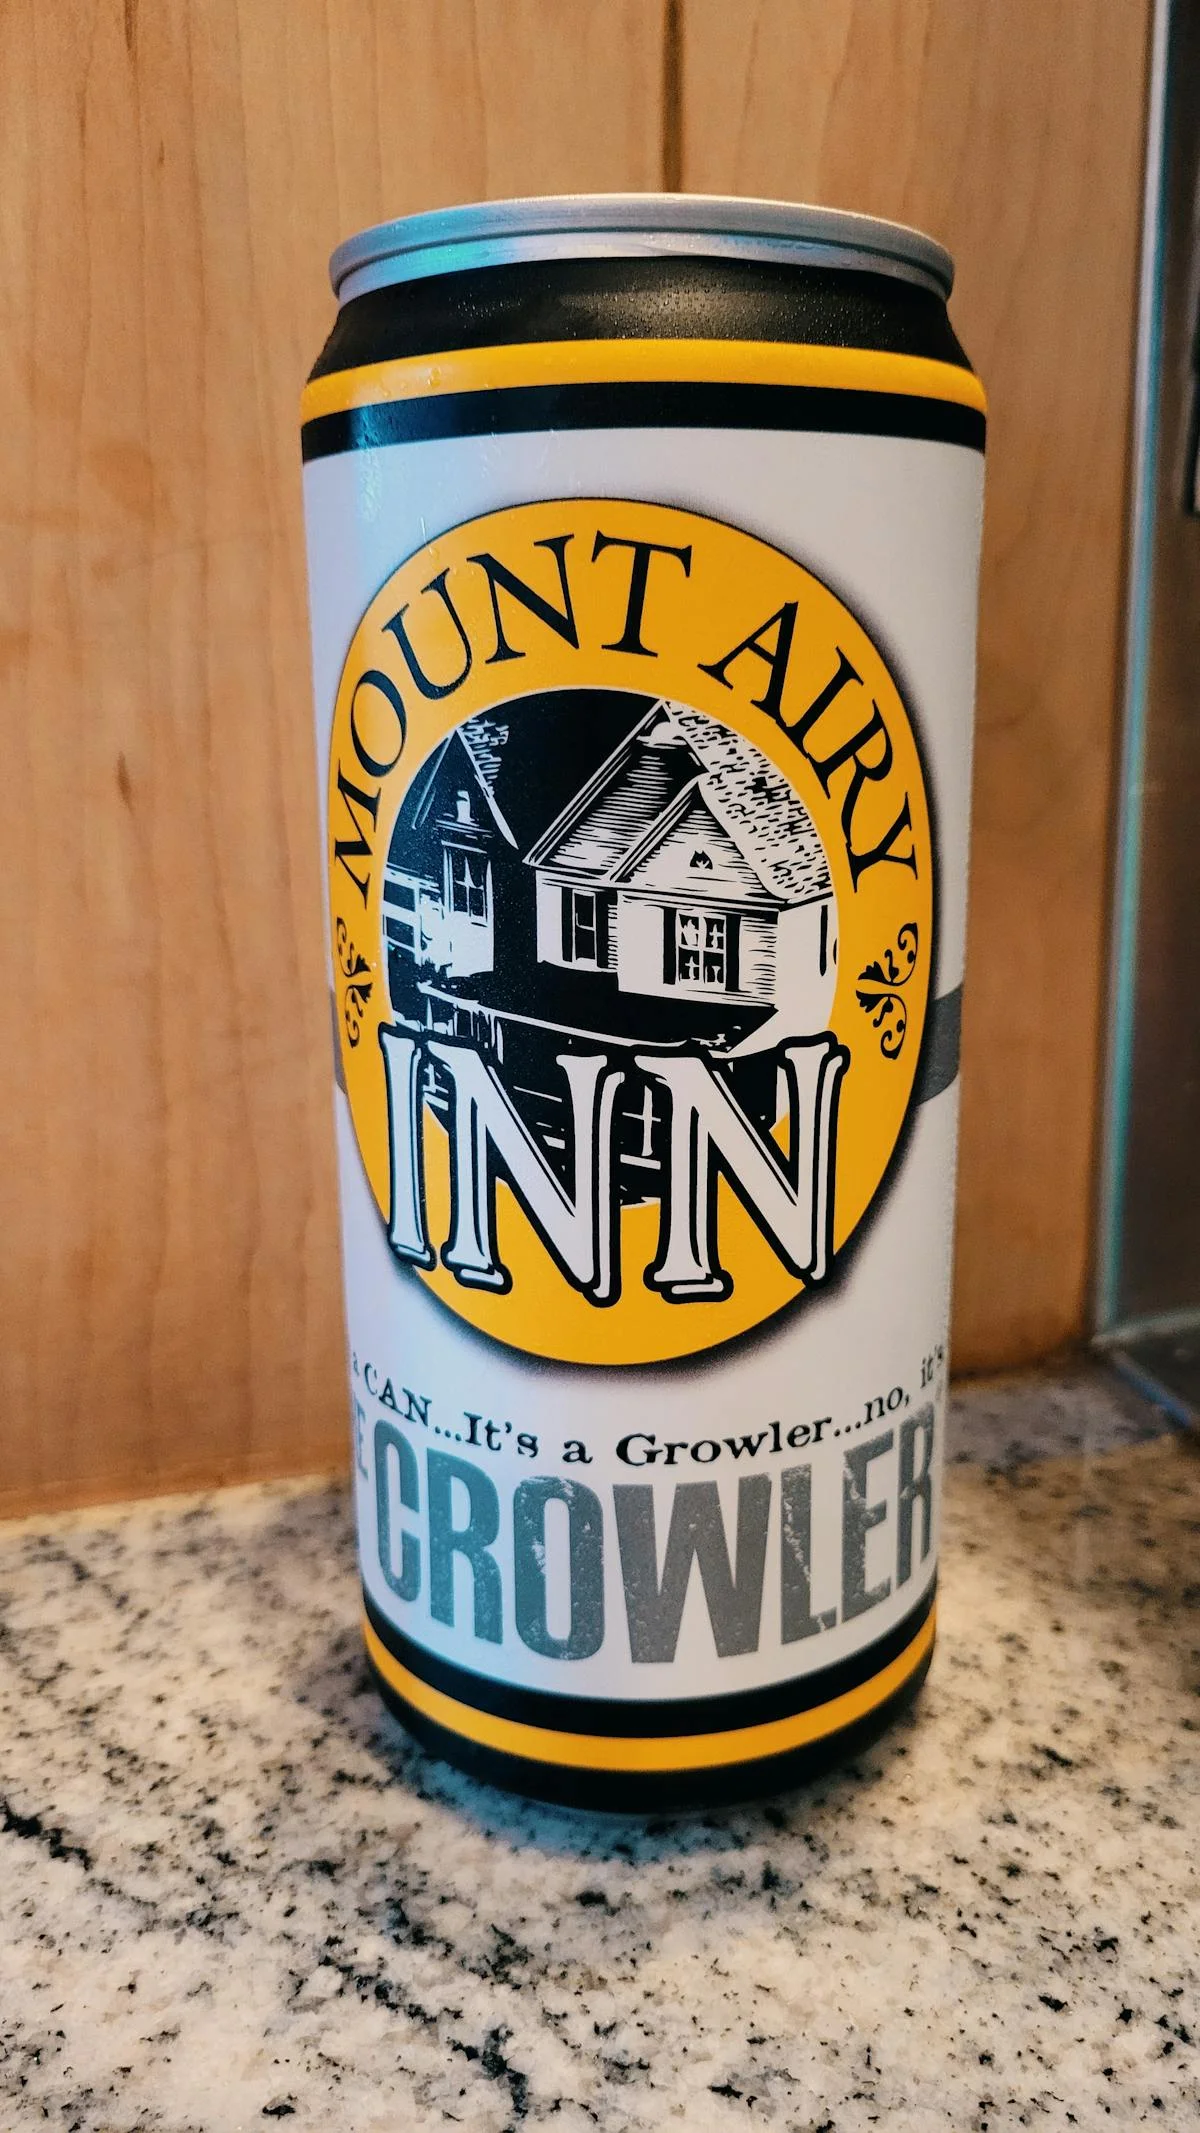 MOUNT AIRY
INN
a CAN...It's a Growler...no, it's
CROWLER